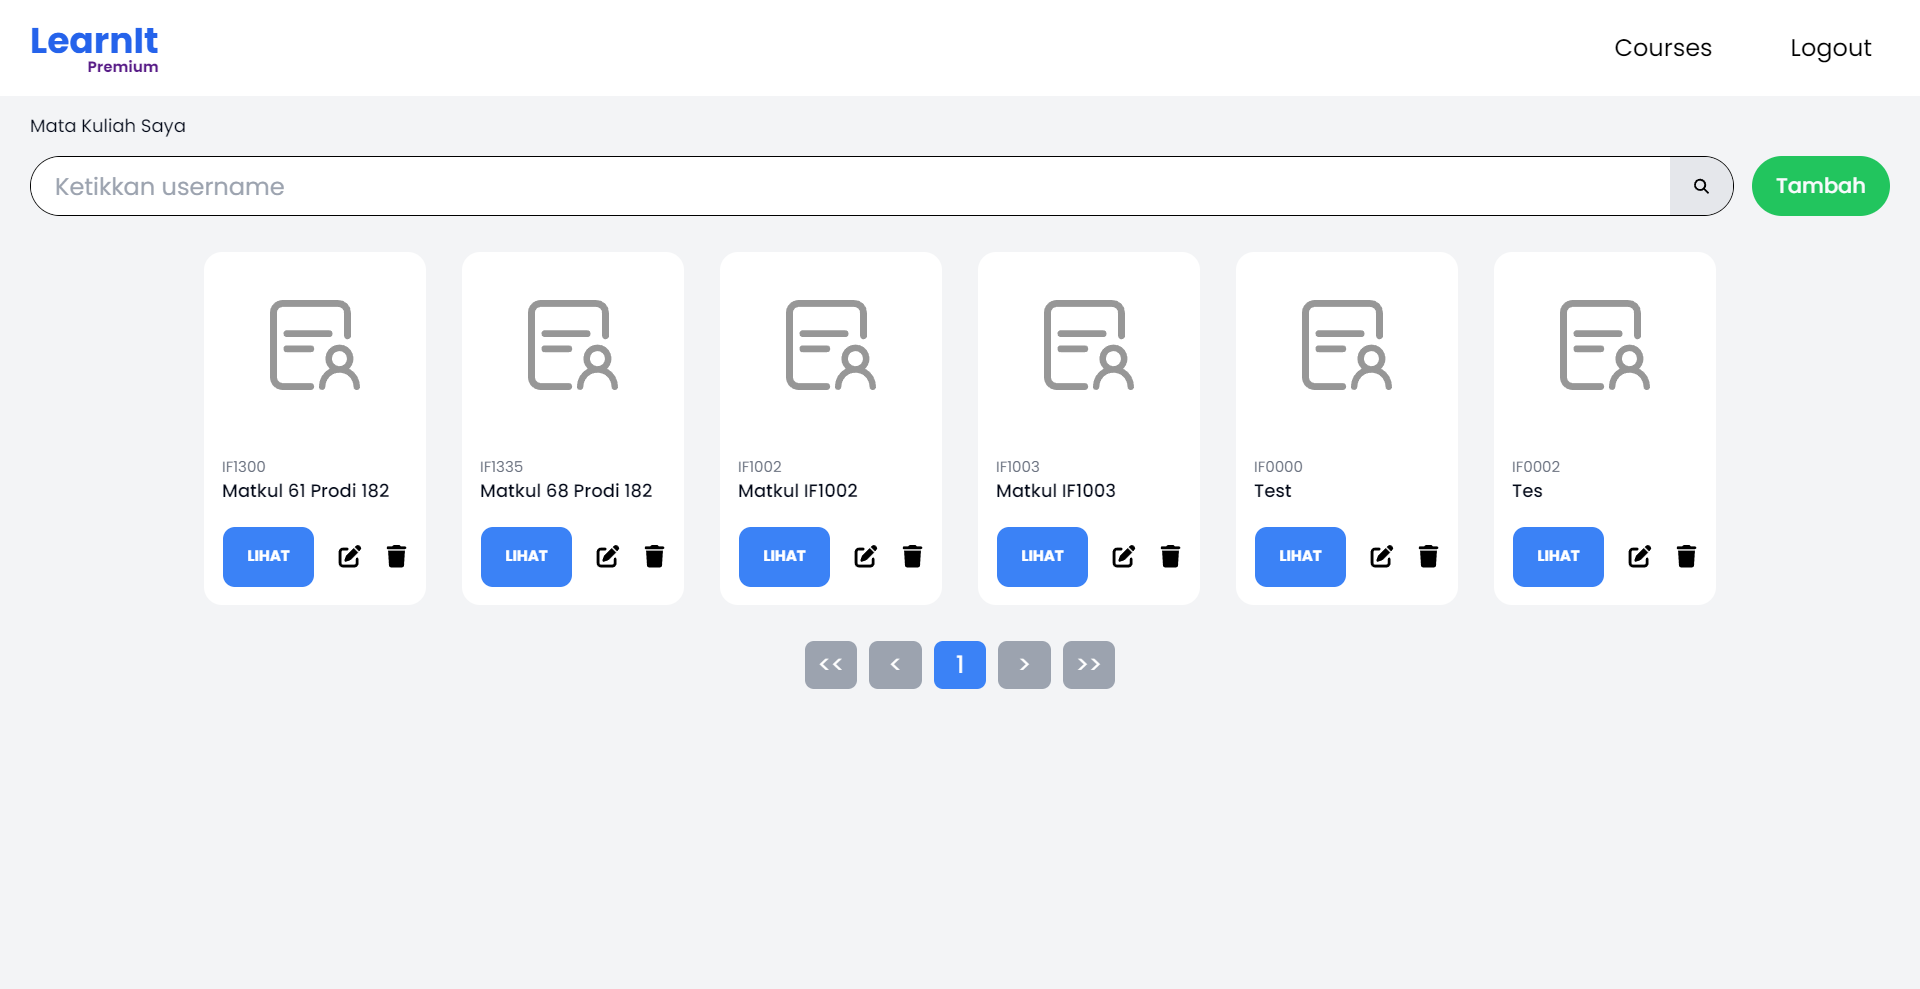 LearnIt
Premium
Courses
Logout
Mata Kuliah Saya
Ketikkan username
Tambah
IF1300
Matkul 61 Prodi 182
LIHAT
IF1335
Matkul 68 Prodi 182
LIHAT
IF1002
Matkul IF1002
LIHAT
IF1003
Matkul IF1003
LIHAT
IF0000
Test
LIHAT
IF0002
Tes
LIHAT
<< < 1 > >>